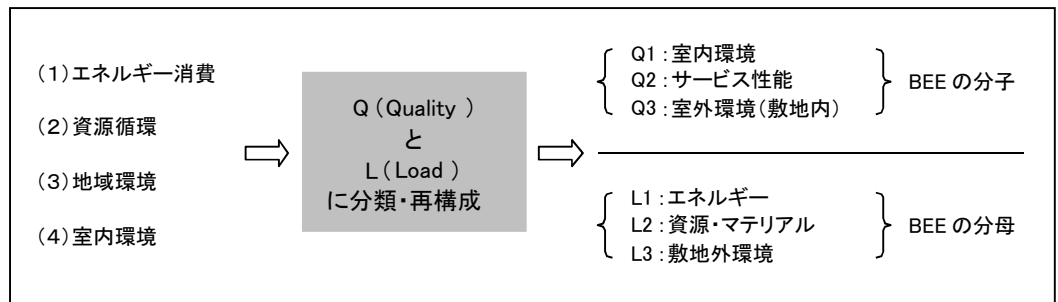 (1)エネルギー消費
(2)資源循環
(3)地域環境
(4)室内環境
Q(Quality )
と
L(Load )
に分類・再構成
Q1:室内環境
Q2:サービス性能
Q3:室外環境(敷地内)
BEE の分子
L1:エネルギー
L2:資源・マテリアル
L3:敷地外環境
BEE の分母